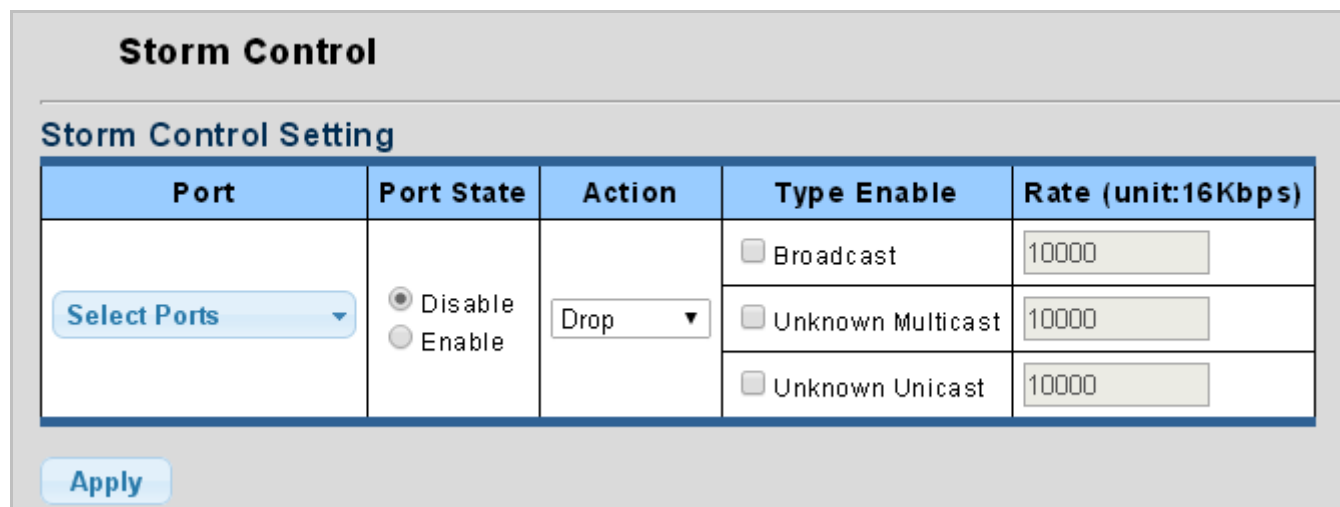 Storm Control
Storm Control Setting
Port Port State Action Type Enable Rate (unit:16Kbps)
Select Ports
Disable
Enable
Drop
Broadcast 10000
Unknown Multicast 10000
Unknown Unicast 10000
Apply